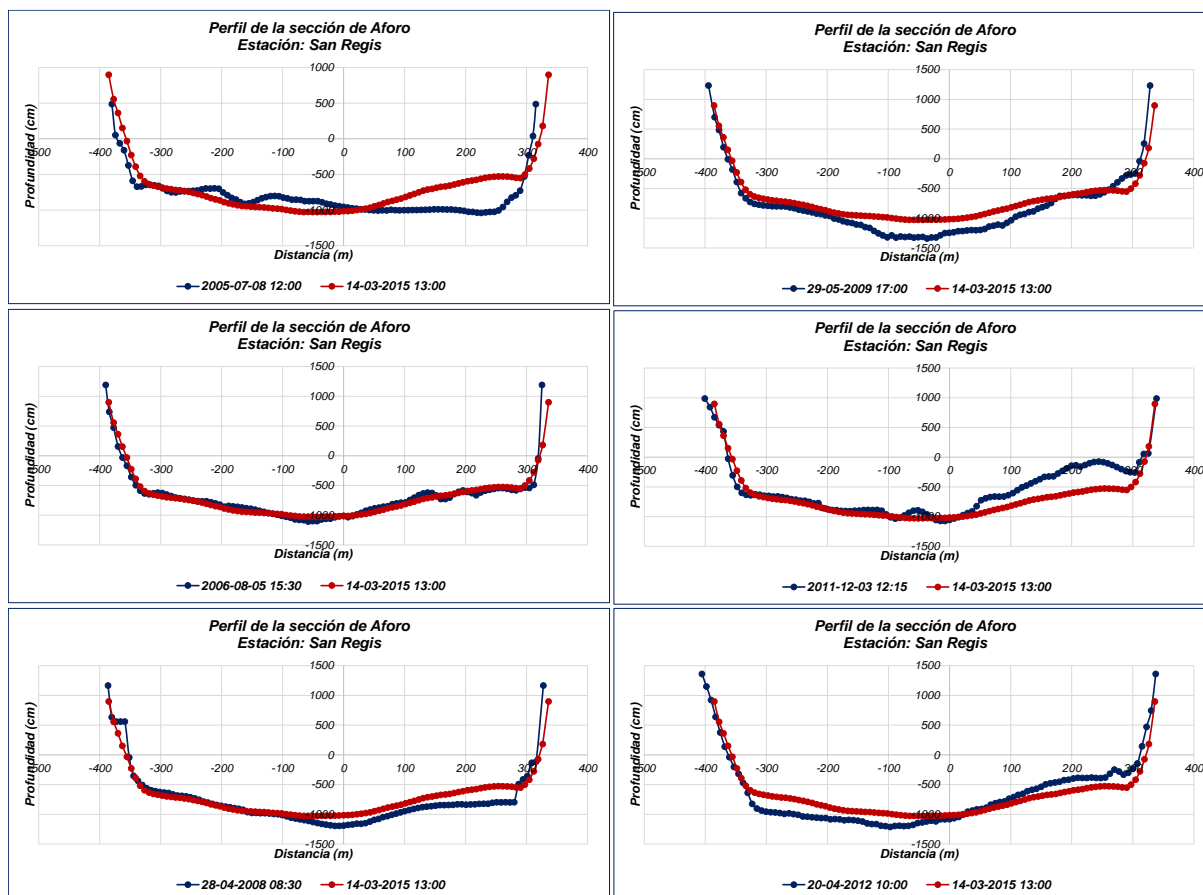 Perfil de la sección de Aforo
Estación: San Regis
Profundidad (cm)
1000
500
0
-500
-1000
-1500
-500 -400 -300 -200 -100 0 100 200 300 400
Distancia (m)
2005-07-08 12:00 14-03-2015 13:00
Perfil de la sección de Aforo
Estación: San Regis
Profundidad (cm)
1500
1000
500
0
-500
-1000
-1500
-500 -400 -300 -200 -100 0 100 200 300 400
Distancia (m)
29-05-2009 17:00 14-03-2015 13:00
Perfil de la sección de Aforo
Estación: San Regis
Profundidad (cm)
1500
1000
500
0
-500
-1000
-1500
-500 -400 -300 -200 -100 0 100 200 300 400
Distancia (m)
2006-08-05 15:30 14-03-2015 13:00
Perfil de la sección de Aforo
Estación: San Regis
Profundidad (cm)
1500
1000
500
0
-500
-1000
-1500
-500 -400 -300 -200 -100 0 100 200 300 400
Distancia (m)
2011-12-03 12:15 14-03-2015 13:00
Perfil de la sección de Aforo
Estación: San Regis
Profundidad (cm)
1500
1000
500
0
-500
-1000
-1500
-500 -400 -300 -200 -100 0 100 200 300 400
Distancia (m)
28-04-2008 08:30 14-03-2015 13:00
Perfil de la sección de Aforo
Estación: San Regis
Profundidad (cm)
1500
1000
500
0
-500
-1000
-1500
-500 -400 -300 -200 -100 0 100 200 300 400
Distancia (m)
20-04-2012 10:00 14-03-2015 13:00